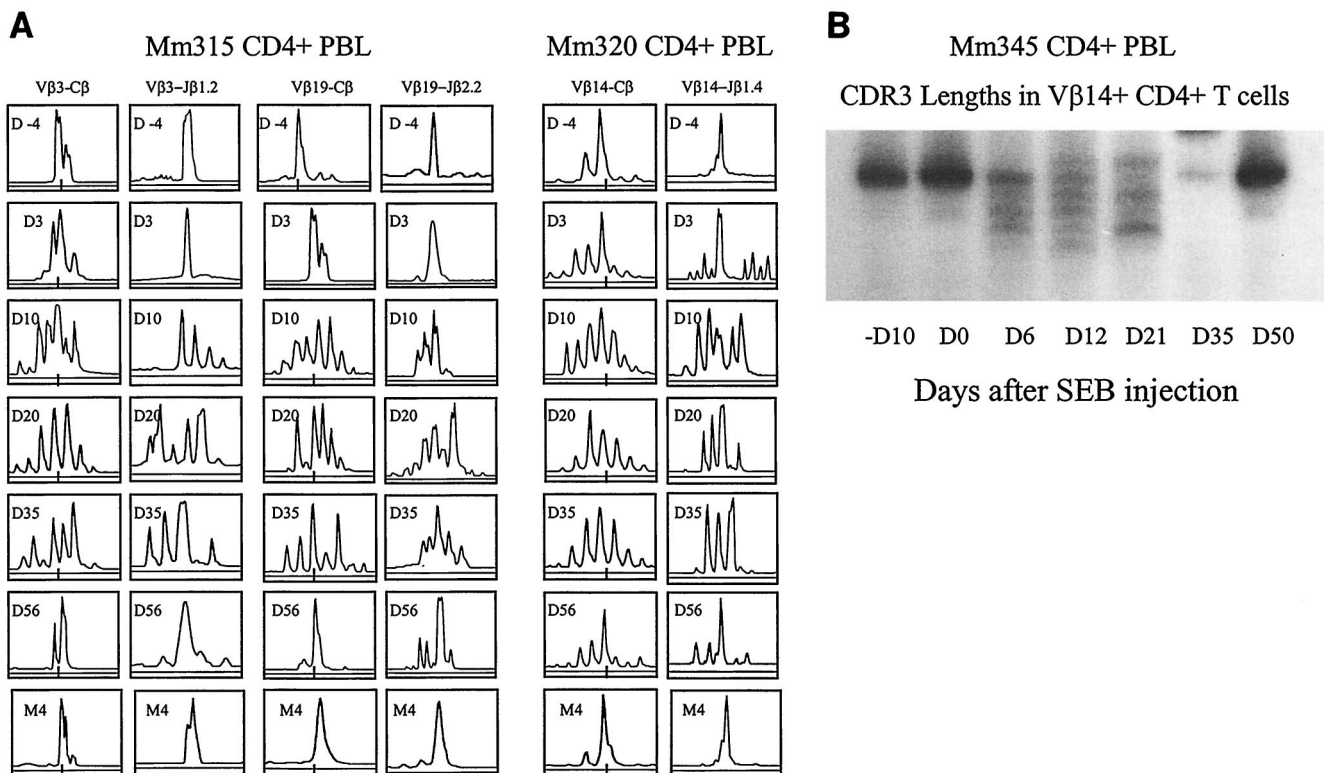 A
Mm315 CD4+ PBL
Mm320 CD4+ PBL
Vβ3-Cβ
Vβ3–Jβ1.2
Vβ19-Cβ
Vβ19–Jβ2.2
Vβ14-Cβ
Vβ14–Jβ1.4
D -4
D -4
D -4
D -4
D -4
D -4
D3
D3
D3
D3
D3
D3
D10
D10
D10
D10
D10
D10
D20
D20
D20
D20
D20
D20
D35
D35
D35
D35
D35
D35
D56
D56
D56
D56
D56
D56
M4
M4
M4
M4
M4
M4
B
Mm345 CD4+ PBL
CDR3 Lengths in Vβ14+ CD4+ T cells
-D10 D0 D6 D12 D21 D35 D50
Days after SEB injection